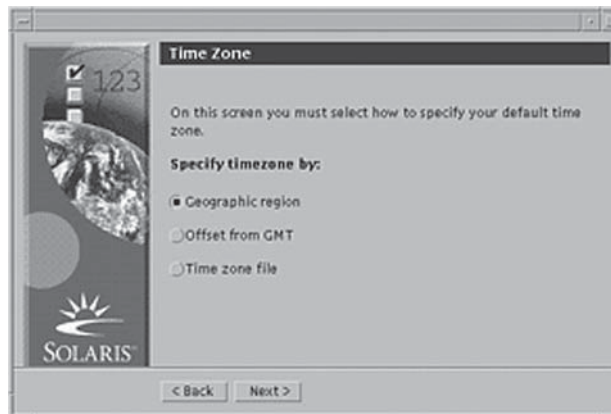 Time Zone
123
On this screen you must select how to specify your default time
zone.
Specify timezone by:
Geographic region
Offset from GMT
Time zone file
SOLARIS™
< Back
Next >